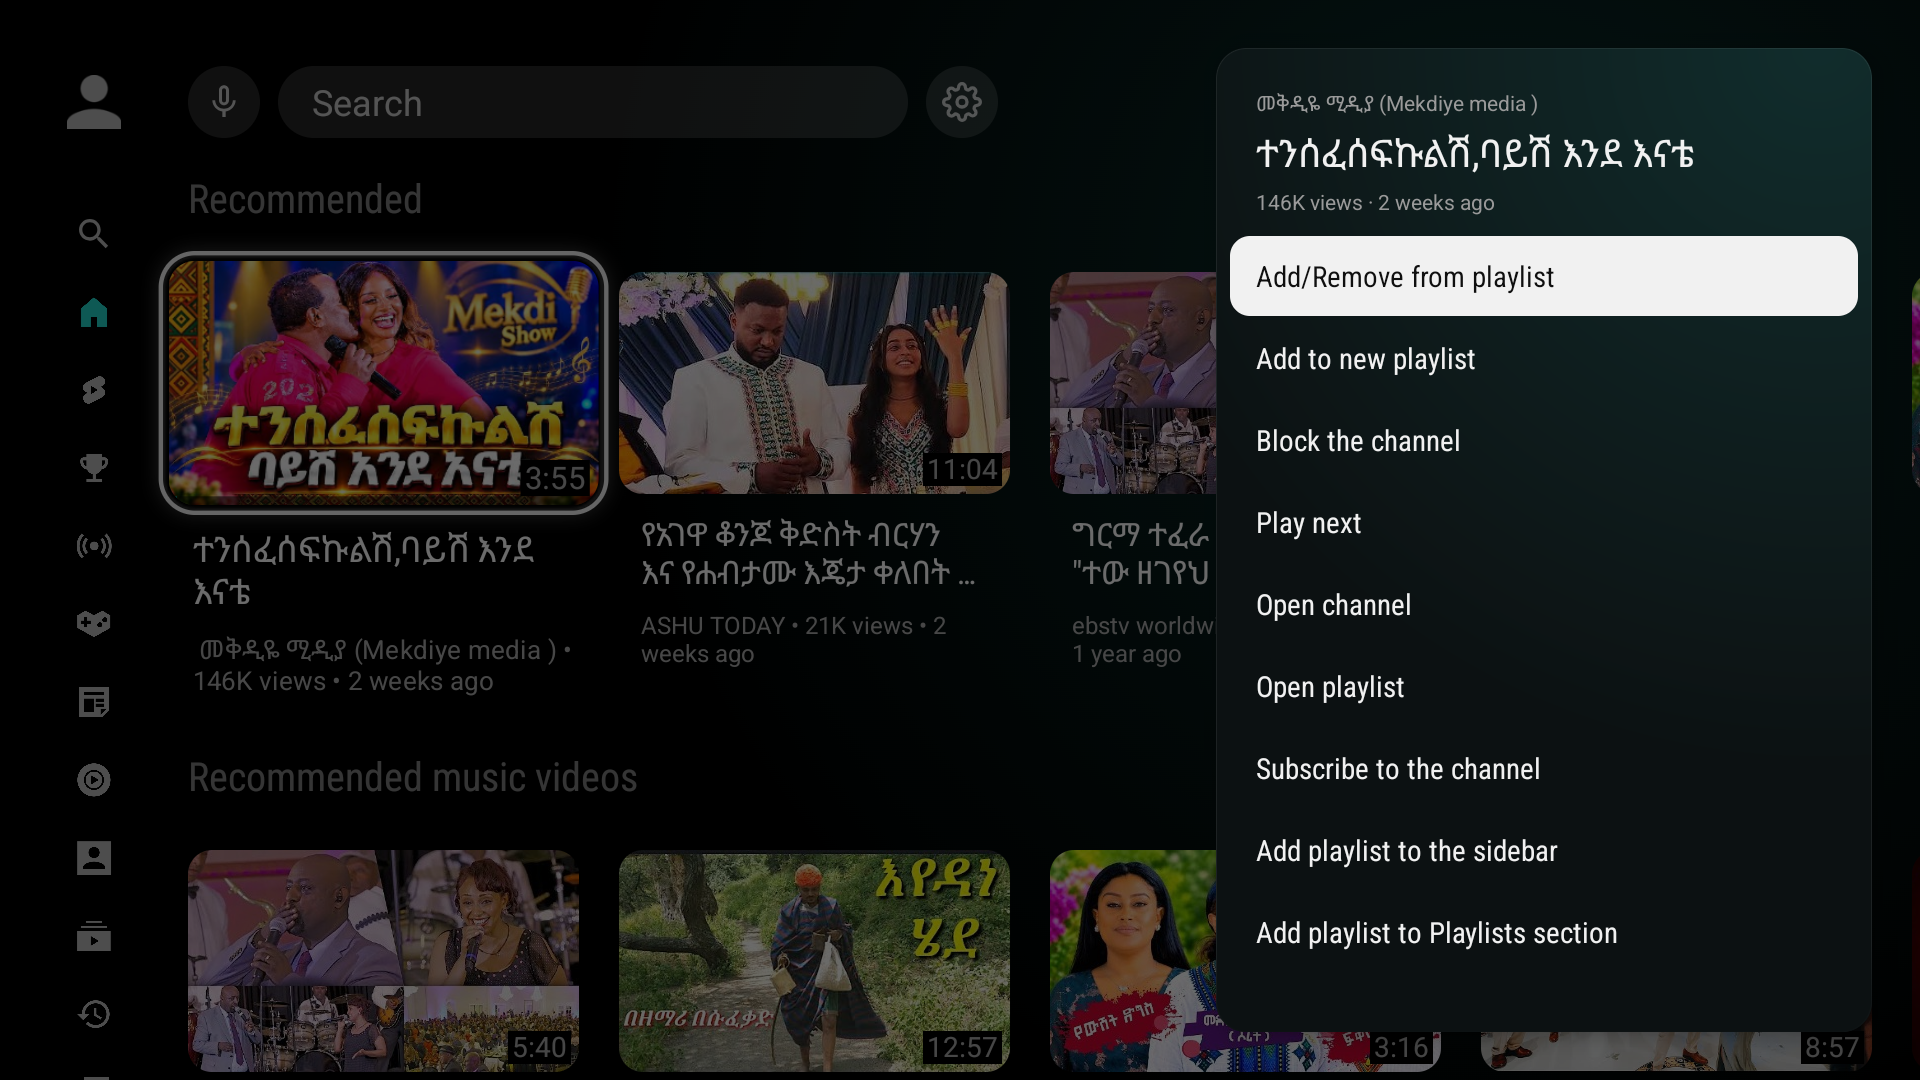 Search
Recommended
Mekdi
Show
202
ተንሰፈሰፍኩልሽ
ባይሽ እንደ እናቴ
3:55
ተንሰፈሰፍኩልሽ,ባይሽ እንደ
እናቴ
መቅዲዬ ሚዲያ (Mekdiye media ) •
146K views • 2 weeks ago
11:04
የአገዋ ቆንጆ ቅድስት ብርሃን
እና የሐብታሙ እጄታ ቀለበት ...
ASHU TODAY • 21K views • 2
weeks ago
ግርማ ተፈራ
"ተው ዘገየህ
ebstv worldw
1 year ago
Recommended music videos
5:40
እየዳነ
ሄደ
በዘማሪ በሱፈቃድ
12:57
የውሸት ድግስ
3:16
8:57
መቅዲዬ ሚዲያ (Mekdiye media )
ተንሰፈሰፍኩልሽ,ባይሽ እንደ እናቴ
146K views · 2 weeks ago
Add/Remove from playlist
Add to new playlist
Block the channel
Play next
Open channel
Open playlist
Subscribe to the channel
Add playlist to the sidebar
Add playlist to Playlists section